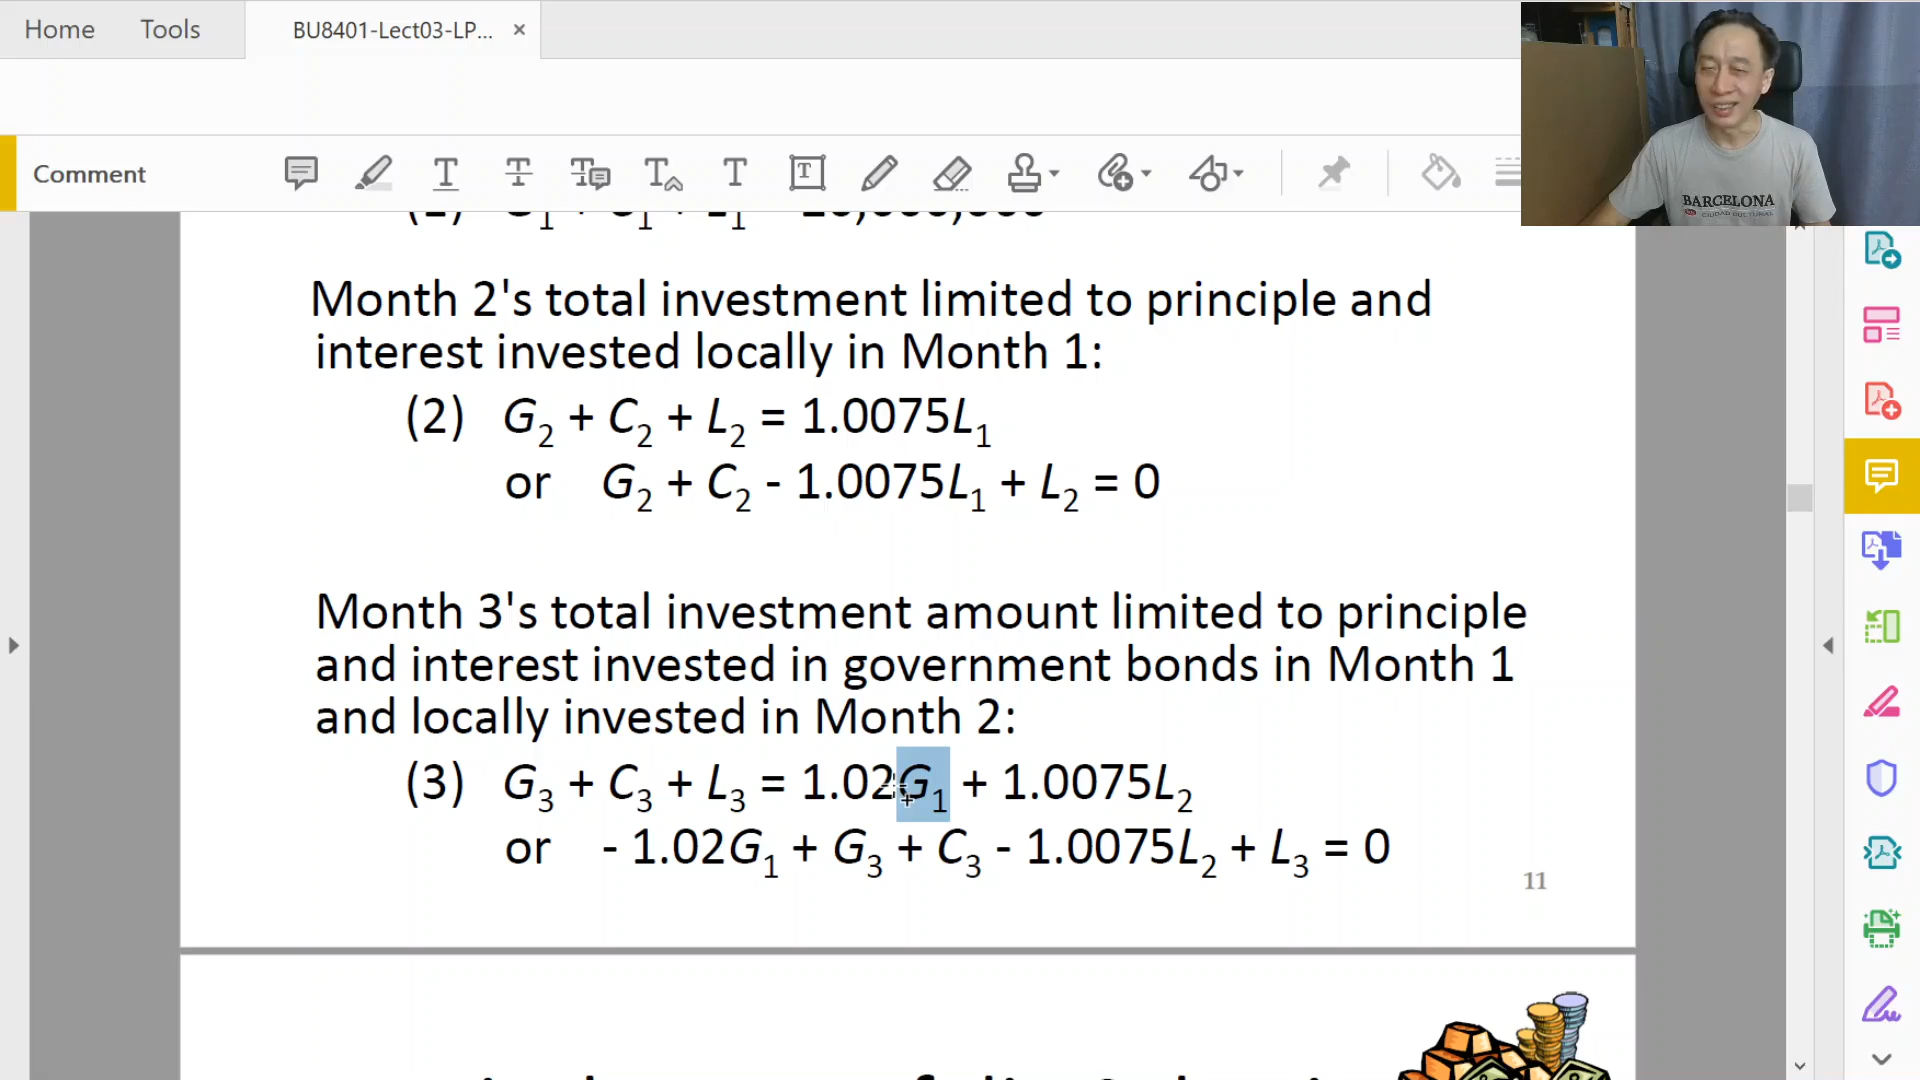 Home Tools BU8401-Lect03-LP... ×
Comment
BARCELONA
CIUDAD CULTURAL
Month 2's total investment limited to principle and
interest invested locally in Month 1:
(2) G2 + C2 + L2 = 1.0075L1
or G2 + C2 - 1.0075L1 + L2 = 0
Month 3's total investment amount limited to principle
and interest invested in government bonds in Month 1
and locally invested in Month 2:
(3) G3 + C3 + L3 = 1.02G1 + 1.0075L2
or - 1.02G1 + G3 + C3 - 1.0075L2 + L3 = 0
11